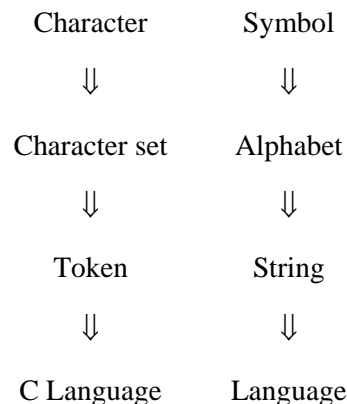 Character Symbol
⇓ ⇓
Character set Alphabet
⇓ ⇓
Token String
⇓ ⇓
C Language Language